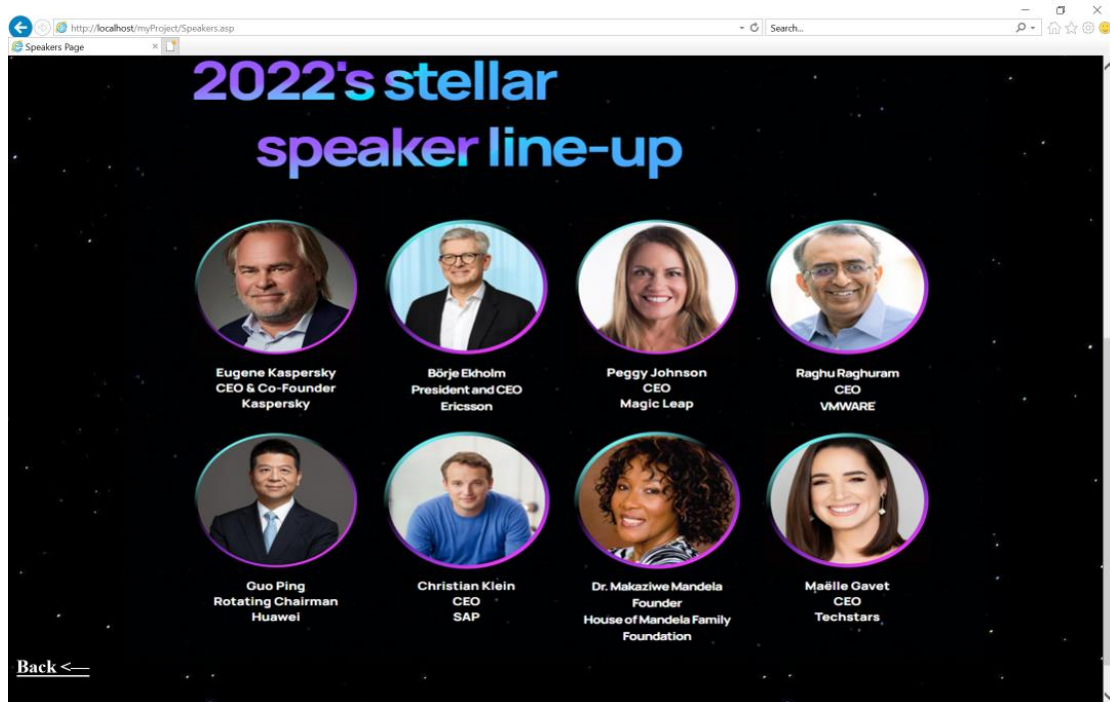 http://localhost/myProject/Speakers.asp
Search...
Speakers Page
2022's stellar
speaker line-up
Eugene Kaspersky
CEO & Co-Founder
Kaspersky
Börje Ekholm
President and CEO
Ericsson
Peggy Johnson
CEO
Magic Leap
Raghu Raghuram
CEO
VMWARE
Guo Ping
Rotating Chairman
Huawei
Christian Klein
CEO
SAP
Dr. Makaziwe Mandela
Founder
House of Mandela Family
Foundation
Maëlle Gavet
CEO
Techstars
Back <—